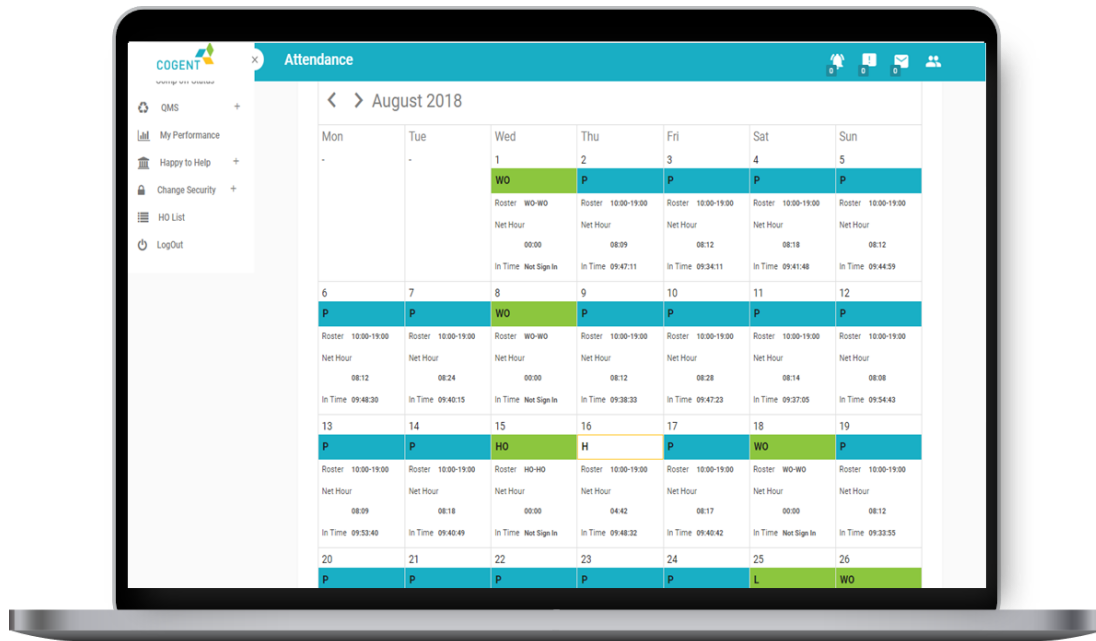 COGENT
×
Attendance
0 0 0
Comp off Status
QMS +
My Performance
Happy to Help +
Change Security +
HO List
LogOut
August 2018
Mon Tue Wed Thu Fri Sat Sun
- - 1 2 3 4 5
WO P P P P
Roster WO-WO Roster 10:00-19:00 Roster 10:00-19:00 Roster 10:00-19:00 Roster 10:00-19:00
Net Hour Net Hour Net Hour Net Hour Net Hour
00:00 08:09 08:12 08:18 08:12
In Time Not Sign In In Time 09:47:11 In Time 09:34:11 In Time 09:41:48 In Time 09:44:59
6 7 8 9 10 11 12
P P WO P P P P
Roster 10:00-19:00 Roster 10:00-19:00 Roster WO-WO Roster 10:00-19:00 Roster 10:00-19:00 Roster 10:00-19:00 Roster 10:00-19:00
Net Hour Net Hour Net Hour Net Hour Net Hour Net Hour Net Hour
08:12 08:24 00:00 08:12 08:28 08:14 08:08
In Time 09:48:30 In Time 09:40:15 In Time Not Sign In In Time 09:38:33 In Time 09:47:23 In Time 09:37:05 In Time 09:54:43
13 14 15 16 17 18 19
P P HO H P WO P
Roster 10:00-19:00 Roster 10:00-19:00 Roster HO-HO Roster 10:00-19:00 Roster 10:00-19:00 Roster WO-WO Roster 10:00-19:00
Net Hour Net Hour Net Hour Net Hour Net Hour Net Hour Net Hour
08:09 08:18 00:00 04:42 08:17 00:00 08:12
In Time 09:53:40 In Time 09:40:49 In Time Not Sign In In Time 09:48:32 In Time 09:40:42 In Time Not Sign In In Time 09:33:55
20 21 22 23 24 25 26
P P P P P L WO